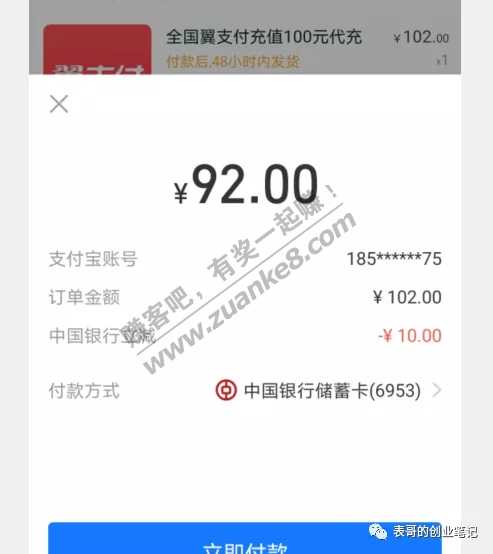 全国翼支付充值100元代充 ¥102.00
付款后,48小时内发货 x1
翼支付
¥92.00
支付宝账号 185******75
订单金额 ¥ 102.00
中国银行立减 -¥ 10.00
付款方式 中国银行储蓄卡(6953)
赚客吧，有奖一起赚！
www.zuanke8.com
立即付款
表哥的创业笔记